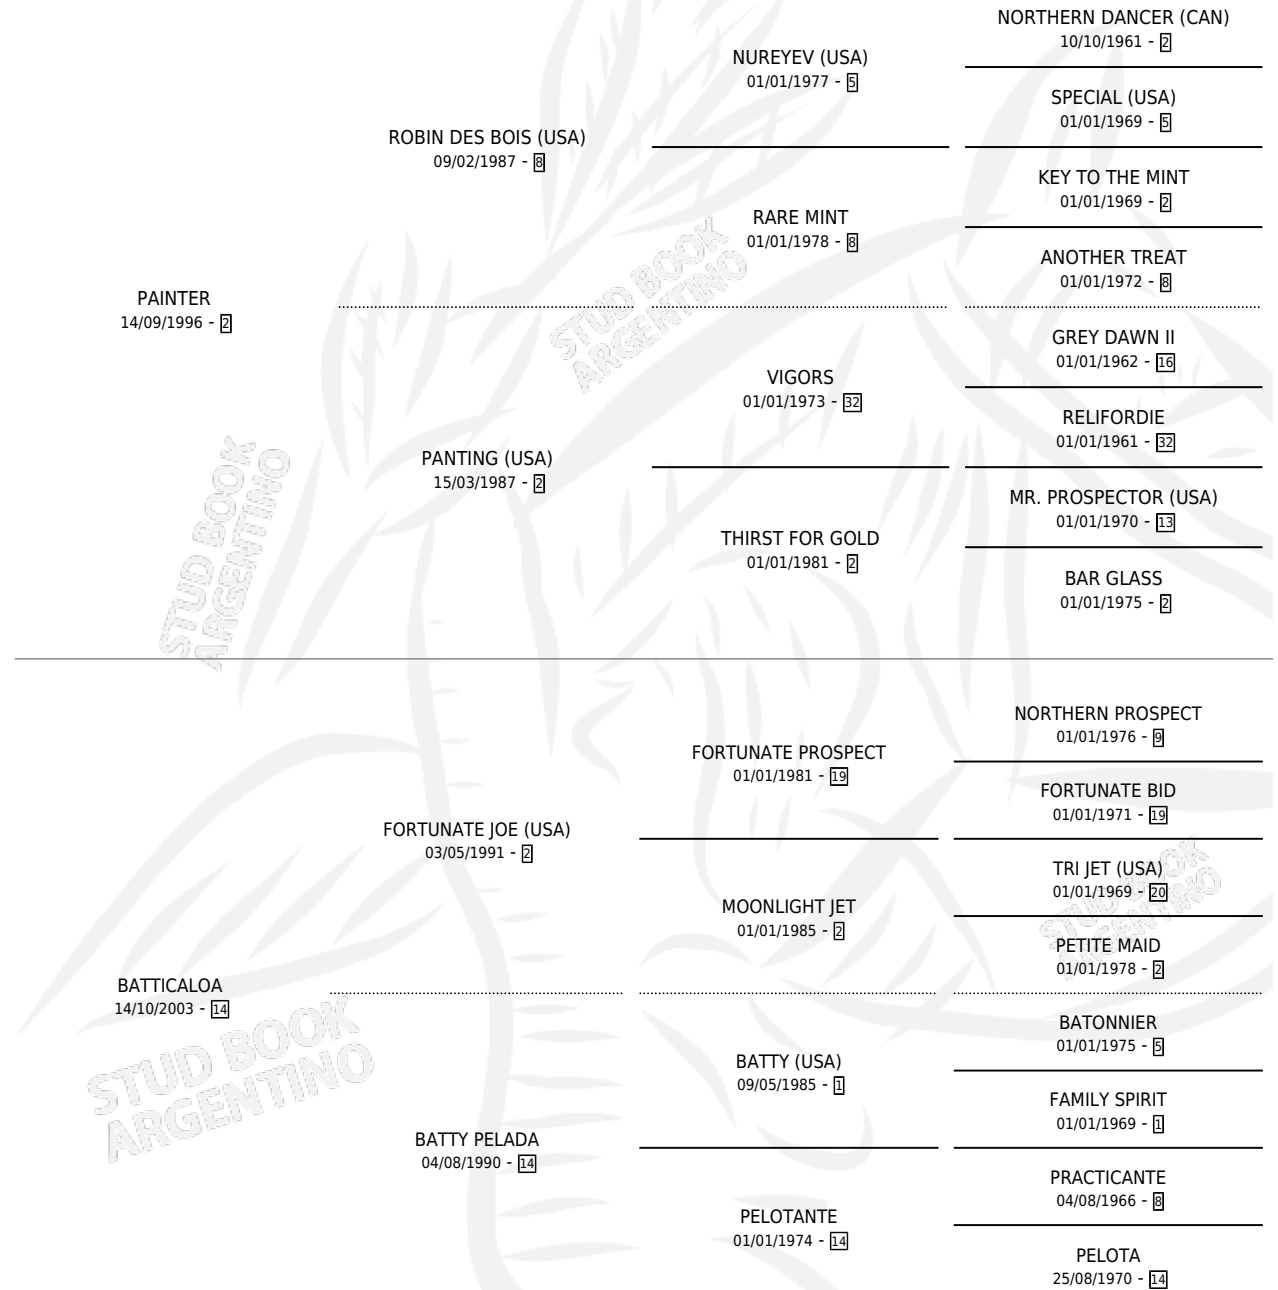 NORTHERN DANCER (CAN)
10/10/1961 - 2
NUREYEV (USA)
01/01/1977 - 5
SPECIAL (USA)
01/01/1969 - 5
ROBIN DES BOIS (USA)
09/02/1987 - 8
KEY TO THE MINT
01/01/1969 - 2
RARE MINT
01/01/1978 - 8
ANOTHER TREAT
01/01/1972 - 8
PAINTER
14/09/1996 - 2
GREY DAWN II
01/01/1962 - 16
VIGORS
01/01/1973 - 32
RELIFORDIE
01/01/1961 - 32
PANTING (USA)
15/03/1987 - 2
MR. PROSPECTOR (USA)
01/01/1970 - 13
THIRST FOR GOLD
01/01/1981 - 2
BAR GLASS
01/01/1975 - 2
STUD BOOK
ARGENTINO
STUD BOOK
ARGENTINO
NORTHERN PROSPECT
01/01/1976 - 9
FORTUNATE PROSPECT
01/01/1981 - 19
FORTUNATE BID
01/01/1971 - 19
FORTUNATE JOE (USA)
03/05/1991 - 2
TRI JET (USA)
01/01/1969 - 20
MOONLIGHT JET
01/01/1985 - 2
PETITE MAID
01/01/1978 - 2
BATTICALOA
14/10/2003 - 14
BATONNIER
01/01/1975 - 5
BATTY (USA)
09/05/1985 - 1
FAMILY SPIRIT
01/01/1969 - 1
BATTY PELADA
04/08/1990 - 14
PRACTICANTE
04/08/1966 - 8
PELOTANTE
01/01/1974 - 14
PELOTA
25/08/1970 - 14
STUD BOOK
ARGENTINO
STUD BOOK
ARGENTINO